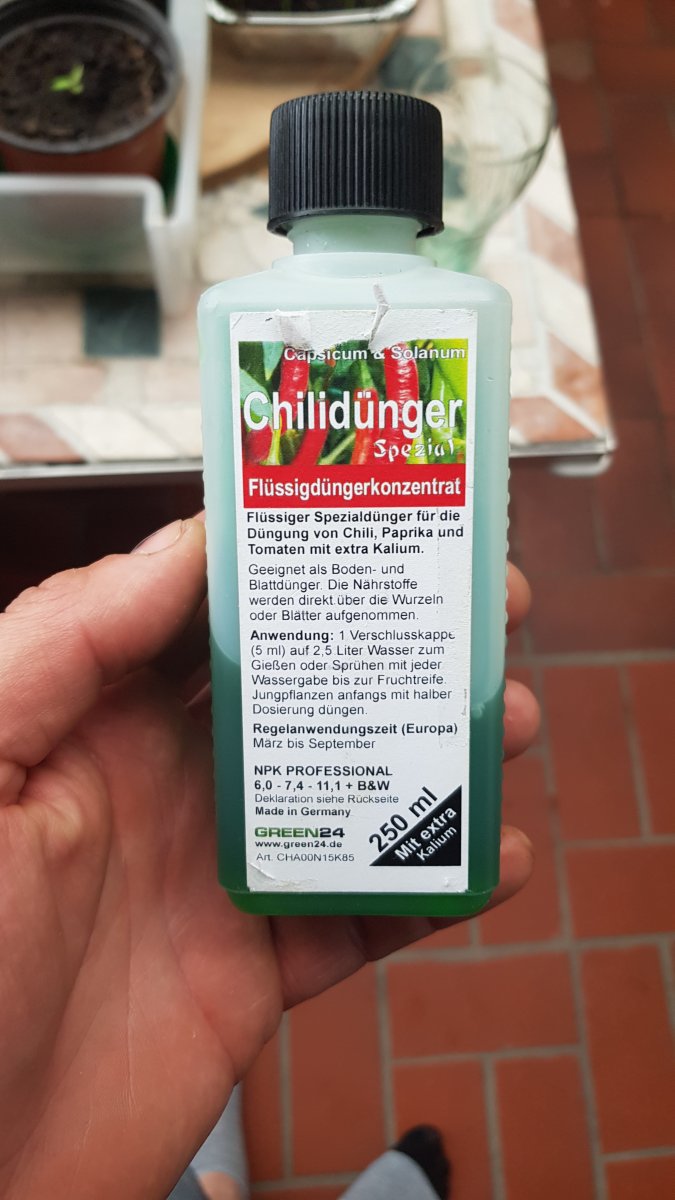 Capsicum & Solanum
Chilidünger
Spezial
Flüssigdüngerkonzentrat
Flüssiger Spezialdünger für die
Düngung von Chili, Paprika und
Tomaten mit extra Kalium.
Geeignet als Boden- und
Blattdünger. Die Nährstoffe
werden direkt über die Wurzeln
oder Blätter aufgenommen.
Anwendung: 1 Verschlusskappe
(5 ml) auf 2,5 Liter Wasser zum
Gießen oder Sprühen mit jeder
Wassergabe bis zur Fruchtreife.
Jungpflanzen anfangs mit halber
Dosierung düngen.
Regelanwendungszeit (Europa)
März bis September
NPK PROFESSIONAL
6,0 - 7,4 - 11,1 + B&W
Deklaration siehe Rückseite
Made in Germany
GREEN24
www.green24.de
Art. CHA00N15K85
250 ml
Mit extra
Kalium